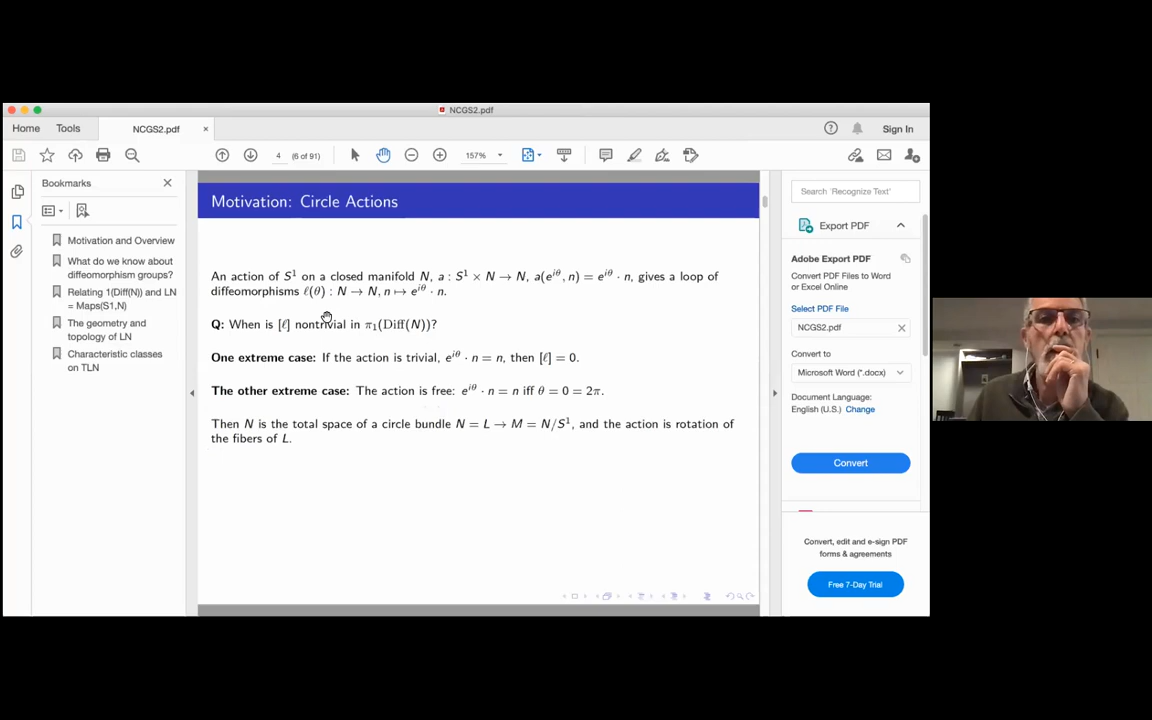 NCGS2.pdf
Home Tools NCGS2.pdf × Sign In
4 (6 of 91) 157%
Bookmarks
Motivation and Overview
What do we know about
diffeomorphism groups?
Relating 1(Diff(N)) and LN
= Maps(S1,N)
The geometry and
topology of LN
Characteristic classes
on TLN
Motivation: Circle Actions
An action of S¹ on a closed manifold N, a : S¹ × N → N, a(e^{iθ}, n) = e^{iθ} · n, gives a loop of
diffeomorphisms ℓ(θ) : N → N, n ↦ e^{iθ} · n.
Q: When is [ℓ] nontrivial in π₁(Diff(N))?
One extreme case: If the action is trivial, e^{iθ} · n = n, then [ℓ] = 0.
The other extreme case: The action is free: e^{iθ} · n = n iff θ = 0 = 2π.
Then N is the total space of a circle bundle N = L → M = N/S¹, and the action is rotation of
the fibers of L.
Search 'Recognize Text'
Export PDF
Adobe Export PDF
Convert PDF Files to Word
or Excel Online
Select PDF File
NCGS2.pdf
Convert to
Microsoft Word (*.docx)
Document Language:
English (U.S.) Change
Convert
Convert, edit and e-sign PDF
forms & agreements
Free 7-Day Trial